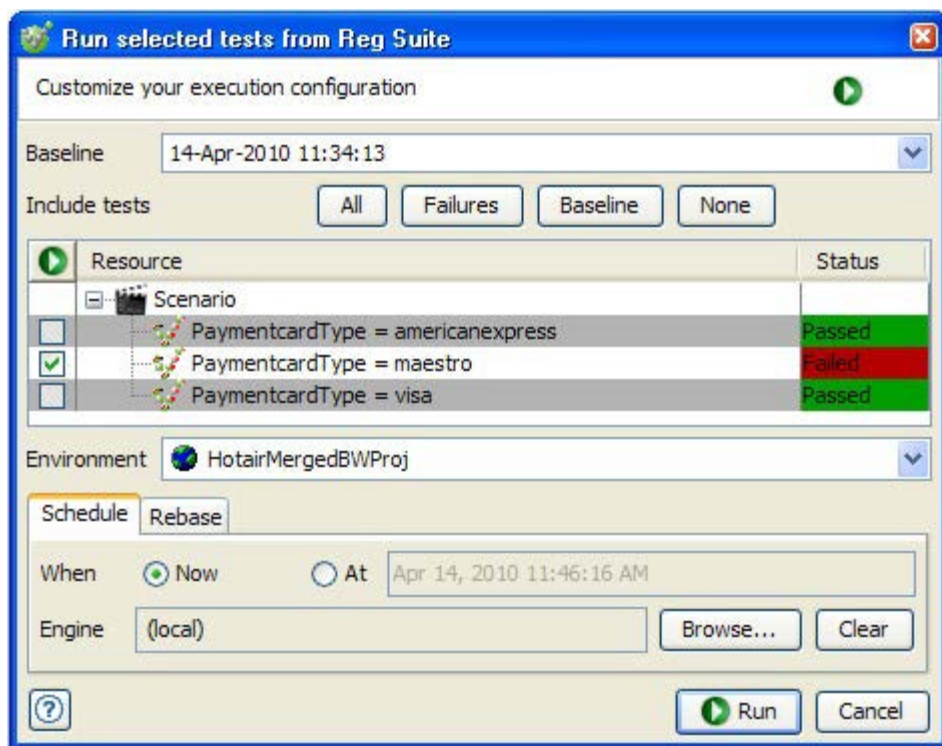 Run selected tests from Reg Suite
Customize your execution configuration
Baseline 14-Apr-2010 11:34:13
Include tests All Failures Baseline None
Resource Status
Scenario
PaymentcardType = americanexpress Passed
PaymentcardType = maestro Failed
PaymentcardType = visa Passed
Environment HotairMergedBWProj
Schedule Rebase
When Now At Apr 14, 2010 11:46:16 AM
Engine (local) Browse... Clear
? Run Cancel